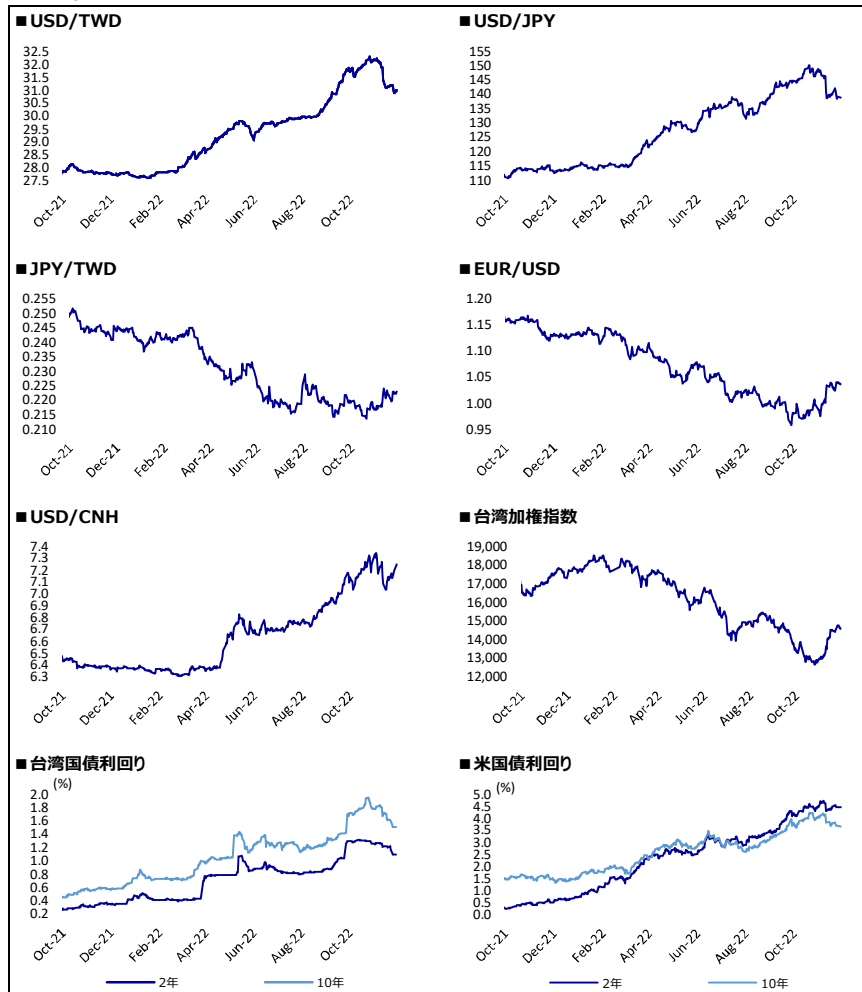 ■ USD/TWD
32.5
32.0
31.5
31.0
30.5
30.0
29.5
29.0
28.5
28.0
27.5
Oct-21
Dec-21
Feb-22
Apr-22
Jun-22
Aug-22
Oct-22
■ USD/JPY
155
150
145
140
135
130
125
120
115
110
Oct-21
Dec-21
Feb-22
Apr-22
Jun-22
Aug-22
Oct-22
■ JPY/TWD
0.255
0.250
0.245
0.240
0.235
0.230
0.225
0.220
0.215
0.210
Oct-21
Dec-21
Feb-22
Apr-22
Jun-22
Aug-22
Oct-22
■ EUR/USD
1.20
1.15
1.10
1.05
1.00
0.95
Oct-21
Dec-21
Feb-22
Apr-22
Jun-22
Aug-22
Oct-22
■ USD/CNH
7.4
7.3
7.2
7.1
7.0
6.9
6.8
6.7
6.6
6.5
6.4
6.3
Oct-21
Dec-21
Feb-22
Apr-22
Jun-22
Aug-22
Oct-22
■ 台湾加権指数
19,000
18,000
17,000
16,000
15,000
14,000
13,000
12,000
Oct-21
Dec-21
Feb-22
Apr-22
Jun-22
Aug-22
Oct-22
■ 台湾国債利回り
(%)
2.0
1.8
1.6
1.4
1.2
1.0
0.8
0.6
0.4
0.2
Oct-21
Dec-21
Feb-22
Apr-22
Jun-22
Aug-22
Oct-22
2年
10年
■ 米国債利回り
(%)
5.0
4.5
4.0
3.5
3.0
2.5
2.0
1.5
1.0
0.5
0.0
Oct-21
Dec-21
Feb-22
Apr-22
Jun-22
Aug-22
Oct-22
2年
10年